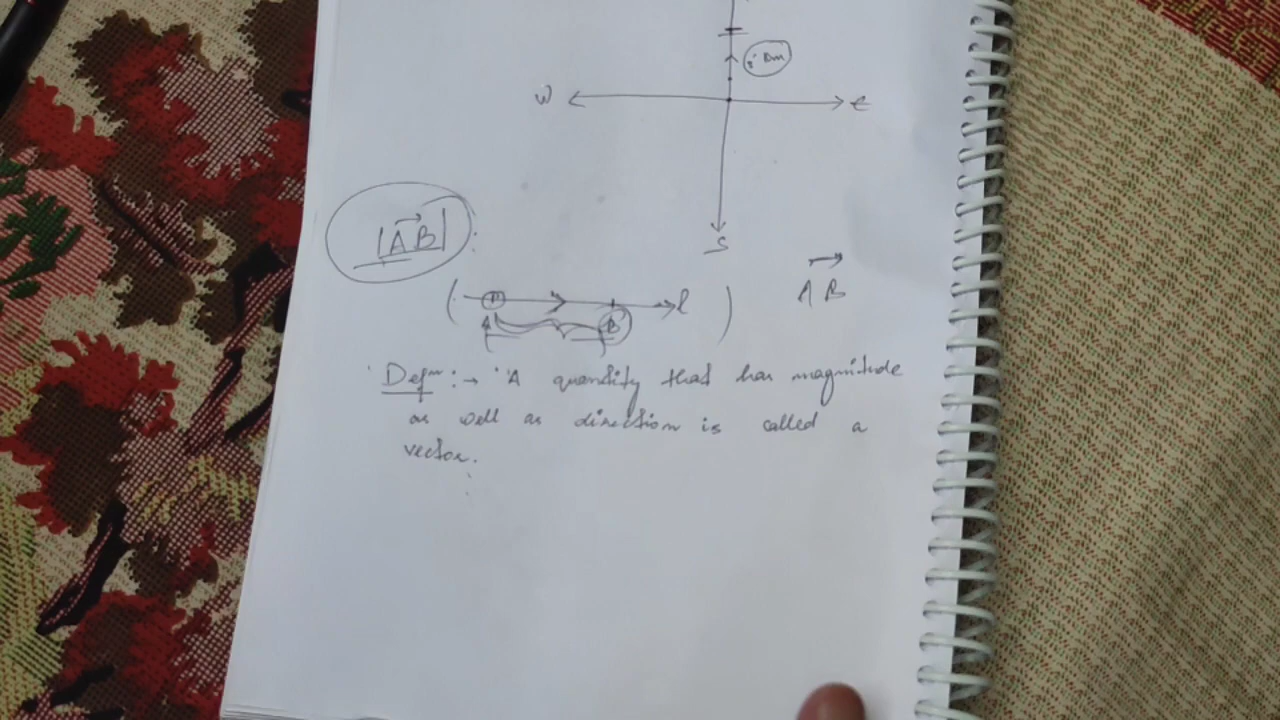 W E
S
|AB|
l
A B
AB
Defn :→ "A quantity that has magnitude
as well as direction is called a
vector.